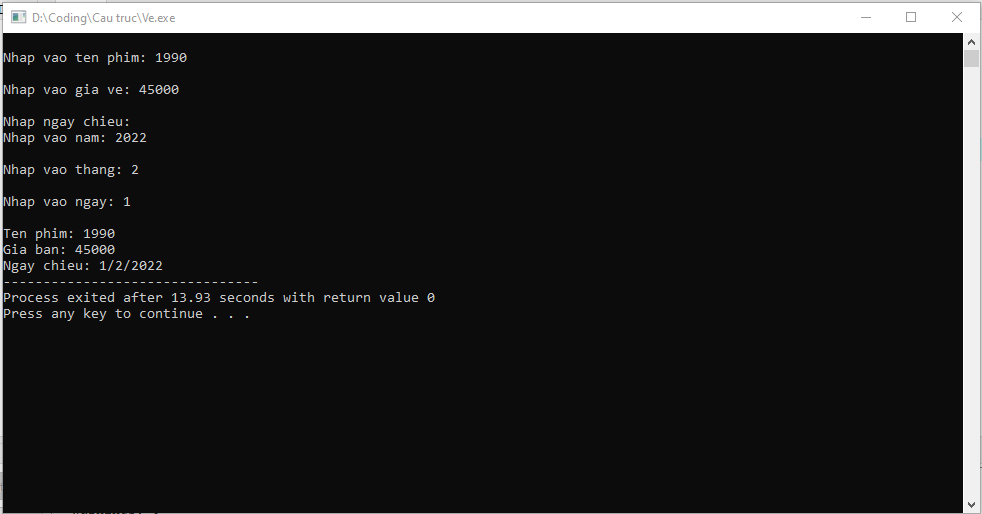 D:\Coding\Cau truc\Ve.exe
Nhap vao ten phim: 1990
Nhap vao gia ve: 45000
Nhap ngay chieu:
Nhap vao nam: 2022
Nhap vao thang: 2
Nhap vao ngay: 1
Ten phim: 1990
Gia ban: 45000
Ngay chieu: 1/2/2022
--------------------------------
Process exited after 13.93 seconds with return value 0
Press any key to continue . . .